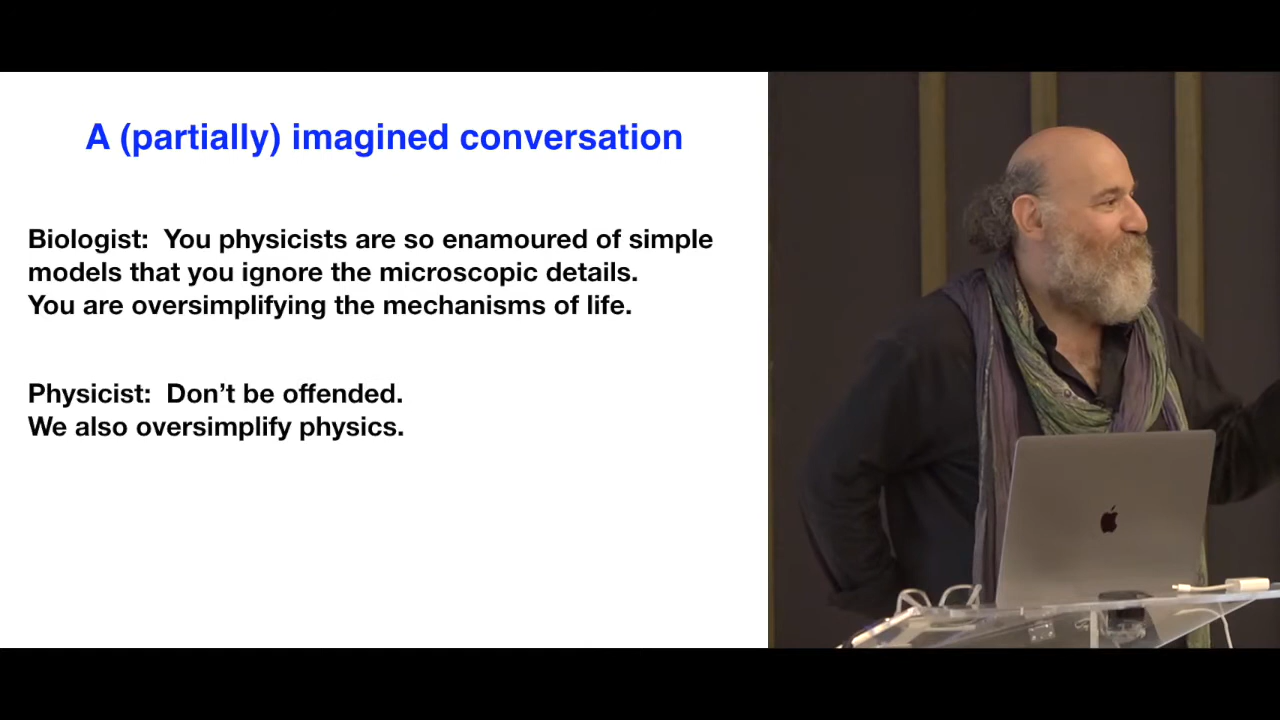 A (partially) imagined conversation
Biologist:  You physicists are so enamoured of simple
models that you ignore the microscopic details.
You are oversimplifying the mechanisms of life.
Physicist:  Don’t be offended.
We also oversimplify physics.